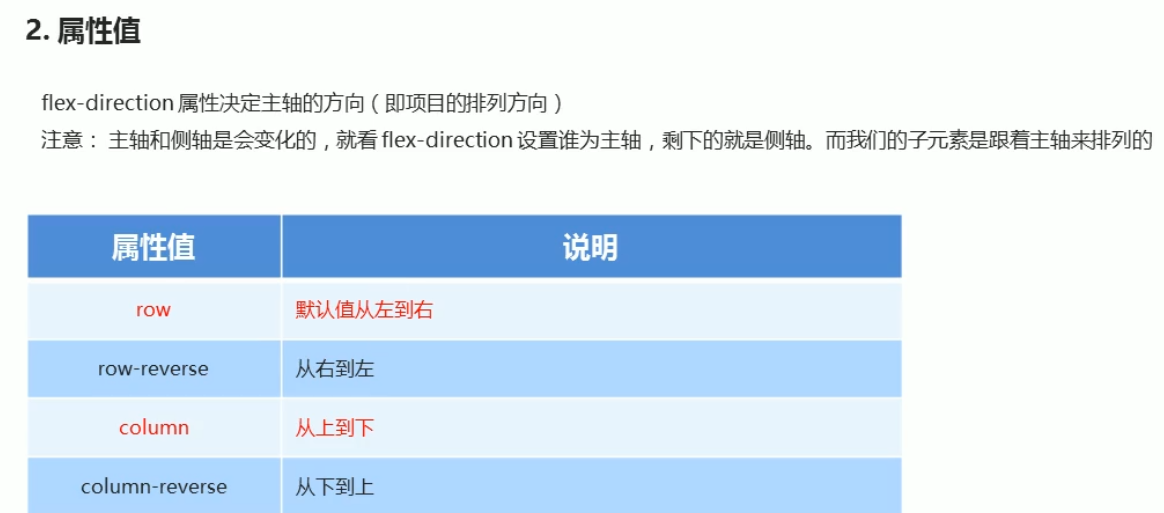 2. 属性值
flex-direction 属性决定主轴的方向（即项目的排列方向）
注意： 主轴和侧轴是会变化的，就看 flex-direction 设置谁为主轴，剩下的就是侧轴。而我们的子元素是跟着主轴来排列的
属性值 说明
row 默认值从左到右
row-reverse 从右到左
column 从上到下
column-reverse 从下到上